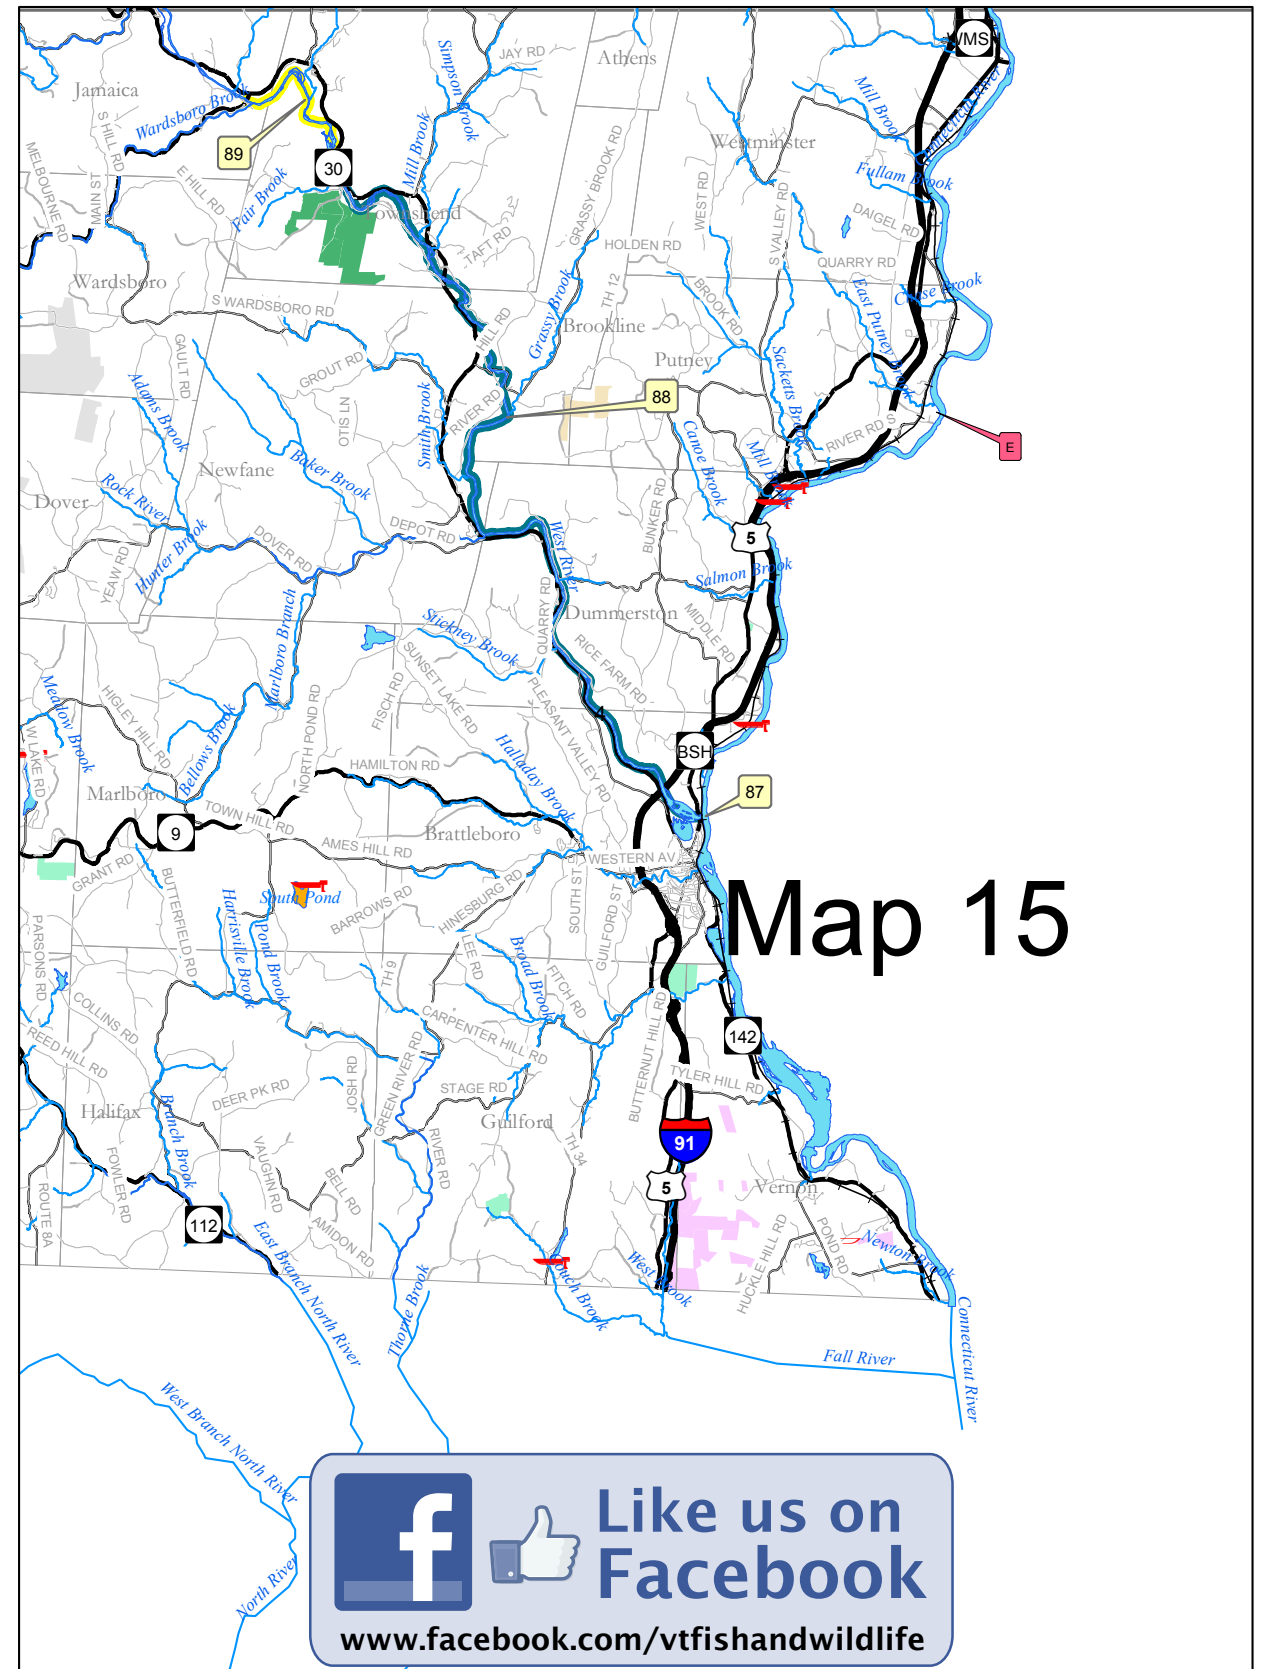 WMSH
JAY RD
Athens
Simpson Brook
Jamaica
Wardsboro Brook
Mill Brook
Connecticut River
S HILL RD
89
Westminster
Mill Brook
MELBOURNE RD
MAIN ST
30
E HILL RD
Fair Brook
GRASSY BROOK RD
Fullam Brook
WEST RD
S VALLEY RD
Townshend
DAIGEL RD
TAFT RD
HOLDEN RD
QUARRY RD
Wardsboro
TH 12
BROOK RD
East Putney Brook
Chase Brook
S WARDSBORO RD
HILL RD
Grassy Brook
Brookline
Putney
GAULT RD
GROUT RD
Sacketts Brook
Adams Brook
OTIS LN
Smith Brook
RIVER RD
88
RIVER RD S
E
Canoe Brook
Mill Brook
Newfane
Baker Brook
Dover
Rock River
BUNKER RD
DEPOT RD
West River
5
DOVER RD
Hunter Brook
YEAW RD
Salmon Brook
QUARRY RD
Dummerston
MIDDLE RD
Marlboro Branch
Stickney Brook
RICE FARM RD
SUNSET LAKE RD
FISCH RD
PLEASANT VALLEY RD
Meadow Brook
HIGLEY HILL RD
NORTH POND RD
4
W LAKE RD
Bellows Brook
Halladay Brook
BSH
HAMILTON RD
87
Marlboro
TOWN HILL RD
9
Brattleboro
AMES HILL RD
WESTERN AV
GRANT RD
BUTTERFIELD RD
South Pond
Map 15
BARROWS RD
HINESBURG RD
SOUTH ST
GUILFORD ST
Harrisville Brook
Pond Brook
PARSONS RD
LEE RD
Broad Brook
FITCH RD
TH 9
COLLINS RD
CARPENTER HILL RD
BUTTERNUT HILL RD
142
REED HILL RD
GREEN RIVER RD
TYLER HILL RD
DEER PK RD
JOSH RD
STAGE RD
Halifax
Guilford
Branch Brook
91
RIVER RD
TH 34
VAUGHN RD
FOWLER RD
BELL RD
5
Vernon
ROUTE 8A
112
AMIDON RD
HUCKLE HILL RD
POND RD
Newton Brook
East Branch North River
Thorne Brook
Couch Brook
West Brook
Connecticut River
Fall River
West Branch North River
North River
Like us on
Facebook
www.facebook.com/vtfishandwildlife